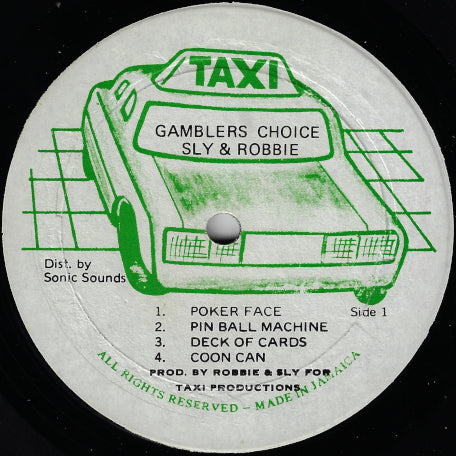 TAXI
GAMBLERS CHOICE
SLY & ROBBIE
Dist. by
Sonic Sounds
Side 1
1. POKER FACE
2. PIN BALL MACHINE
3. DECK OF CARDS
4. COON CAN
PROD. BY ROBBIE & SLY FOR
TAXI PRODUCTIONS
ALL RIGHTS RESERVED – MADE IN JAMAICA